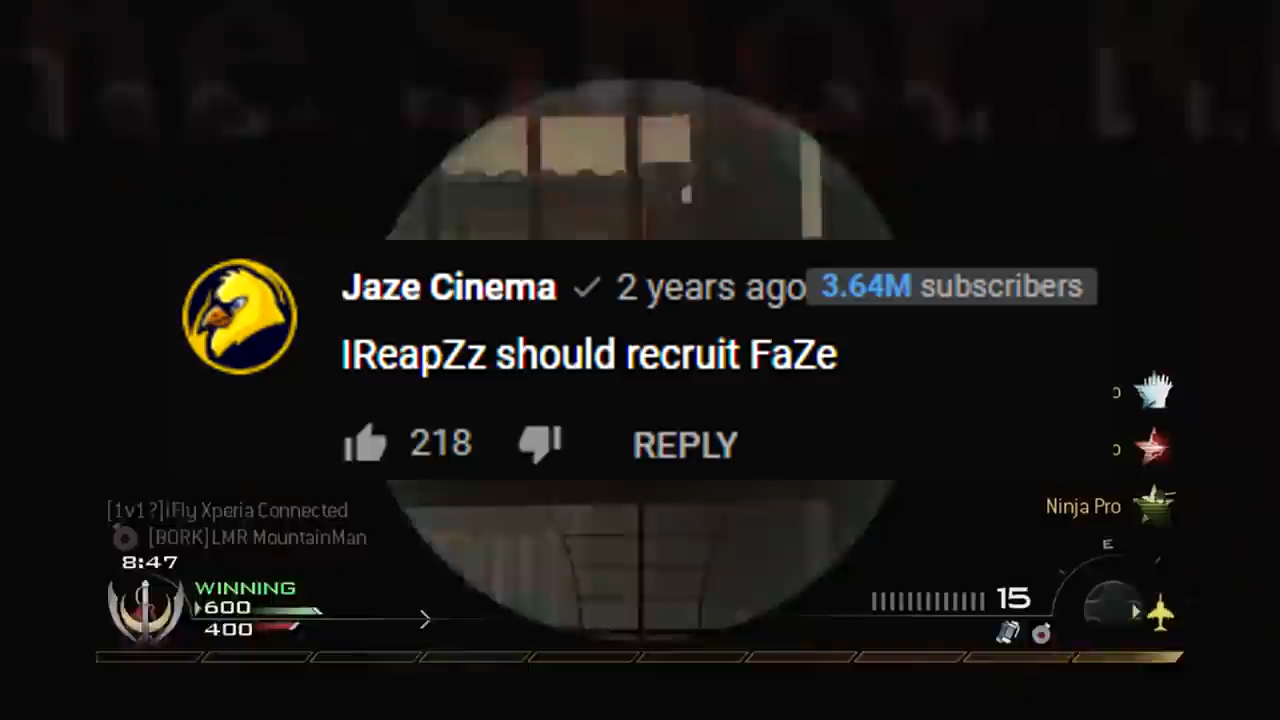 Jaze Cinema 2 years ago 3.64M subscribers
IReapZz should recruit FaZe
218 REPLY
[1v1?]iFly Xperia Connected
[BORK]LMR MountainMan
Ninja Pro
E
8:47
WINNING
600
400
15